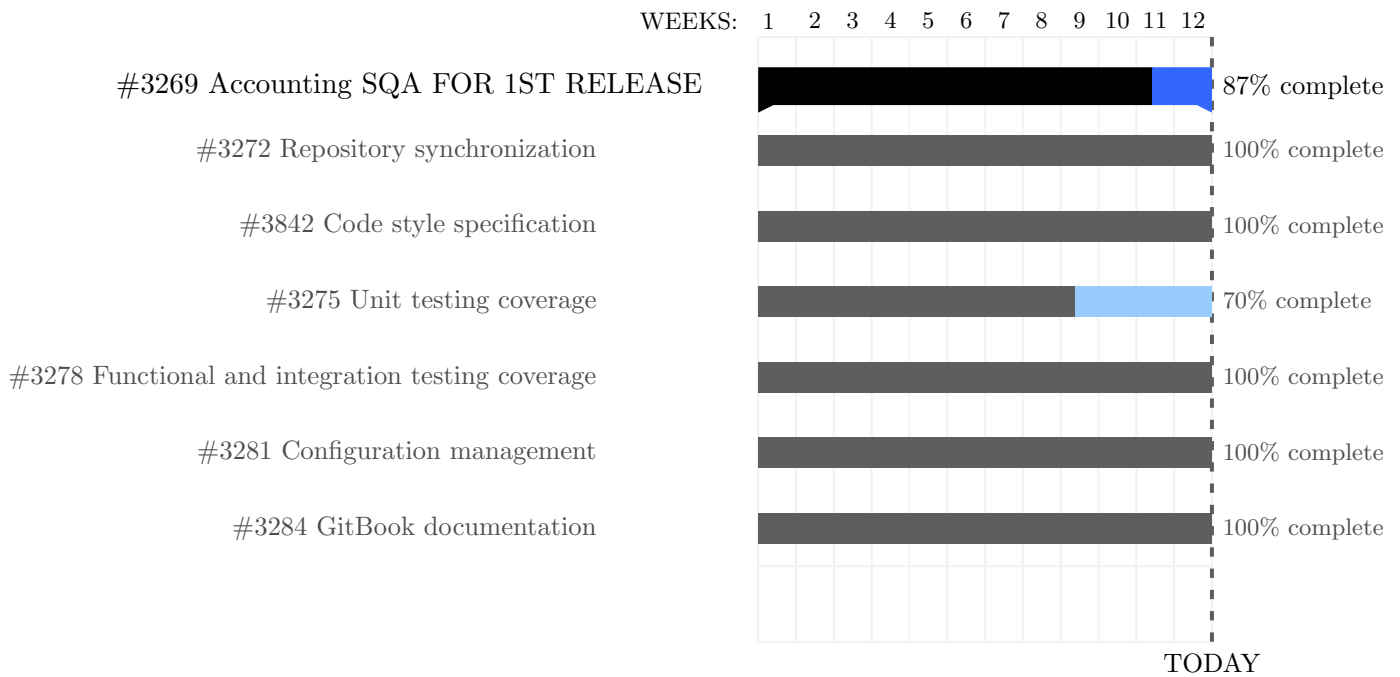 WEEKS: 1 2 3 4 5 6 7 8 9 10 11 12
#3269 Accounting SQA FOR 1ST RELEASE 87% complete
#3272 Repository synchronization 100% complete
#3842 Code style specification 100% complete
#3275 Unit testing coverage 70% complete
#3278 Functional and integration testing coverage 100% complete
#3281 Configuration management 100% complete
#3284 GitBook documentation 100% complete
TODAY